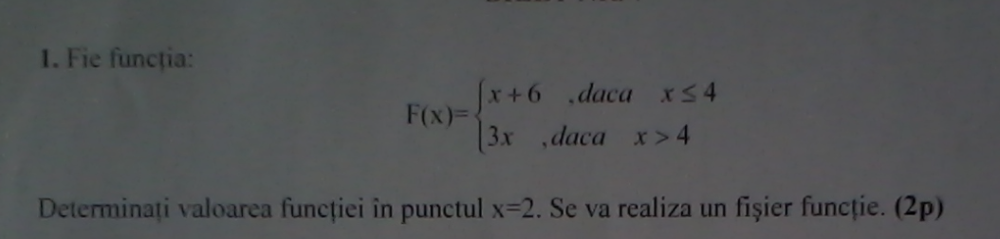 1. Fie funcția:
x+6 ,daca x ≤ 4
F(x)={
3x ,daca x > 4
Determinați valoarea funcției în punctul x=2. Se va realiza un fișier funcție. (2p)